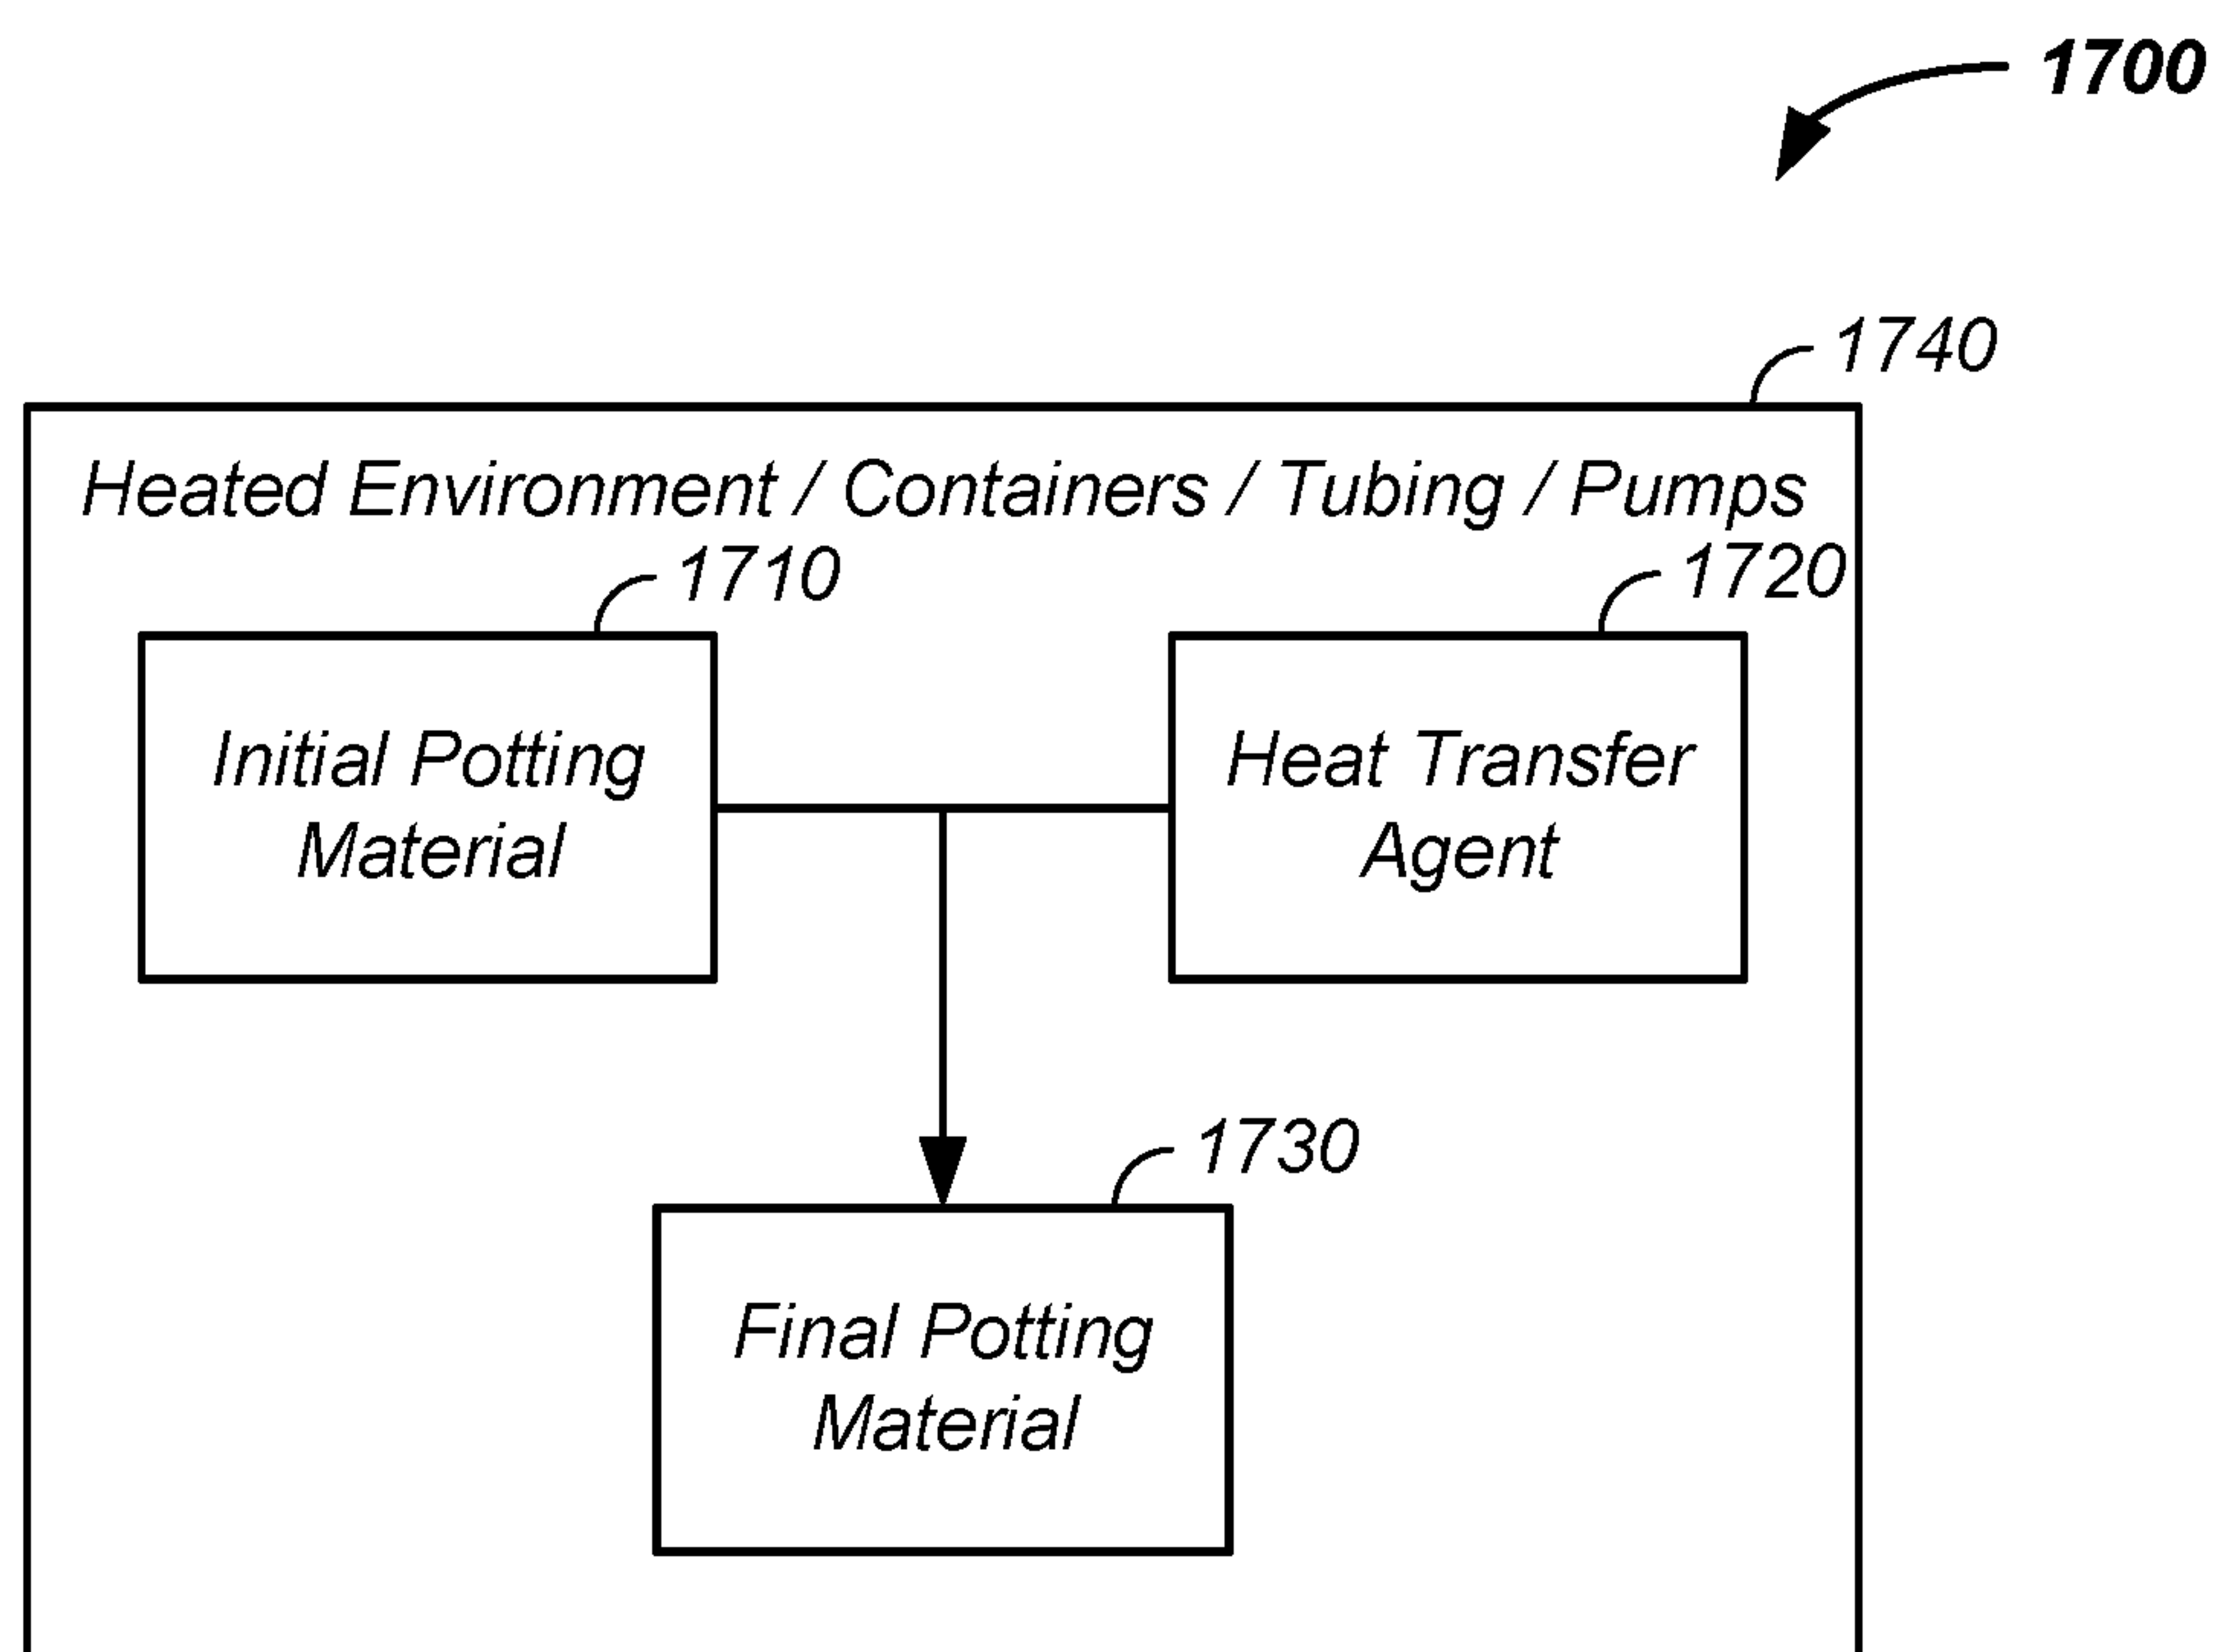 1700
1740
Heated Environment / Containers / Tubing / Pumps
1710
1720
Initial Potting
Material
Heat Transfer
Agent
1730
Final Potting
Material